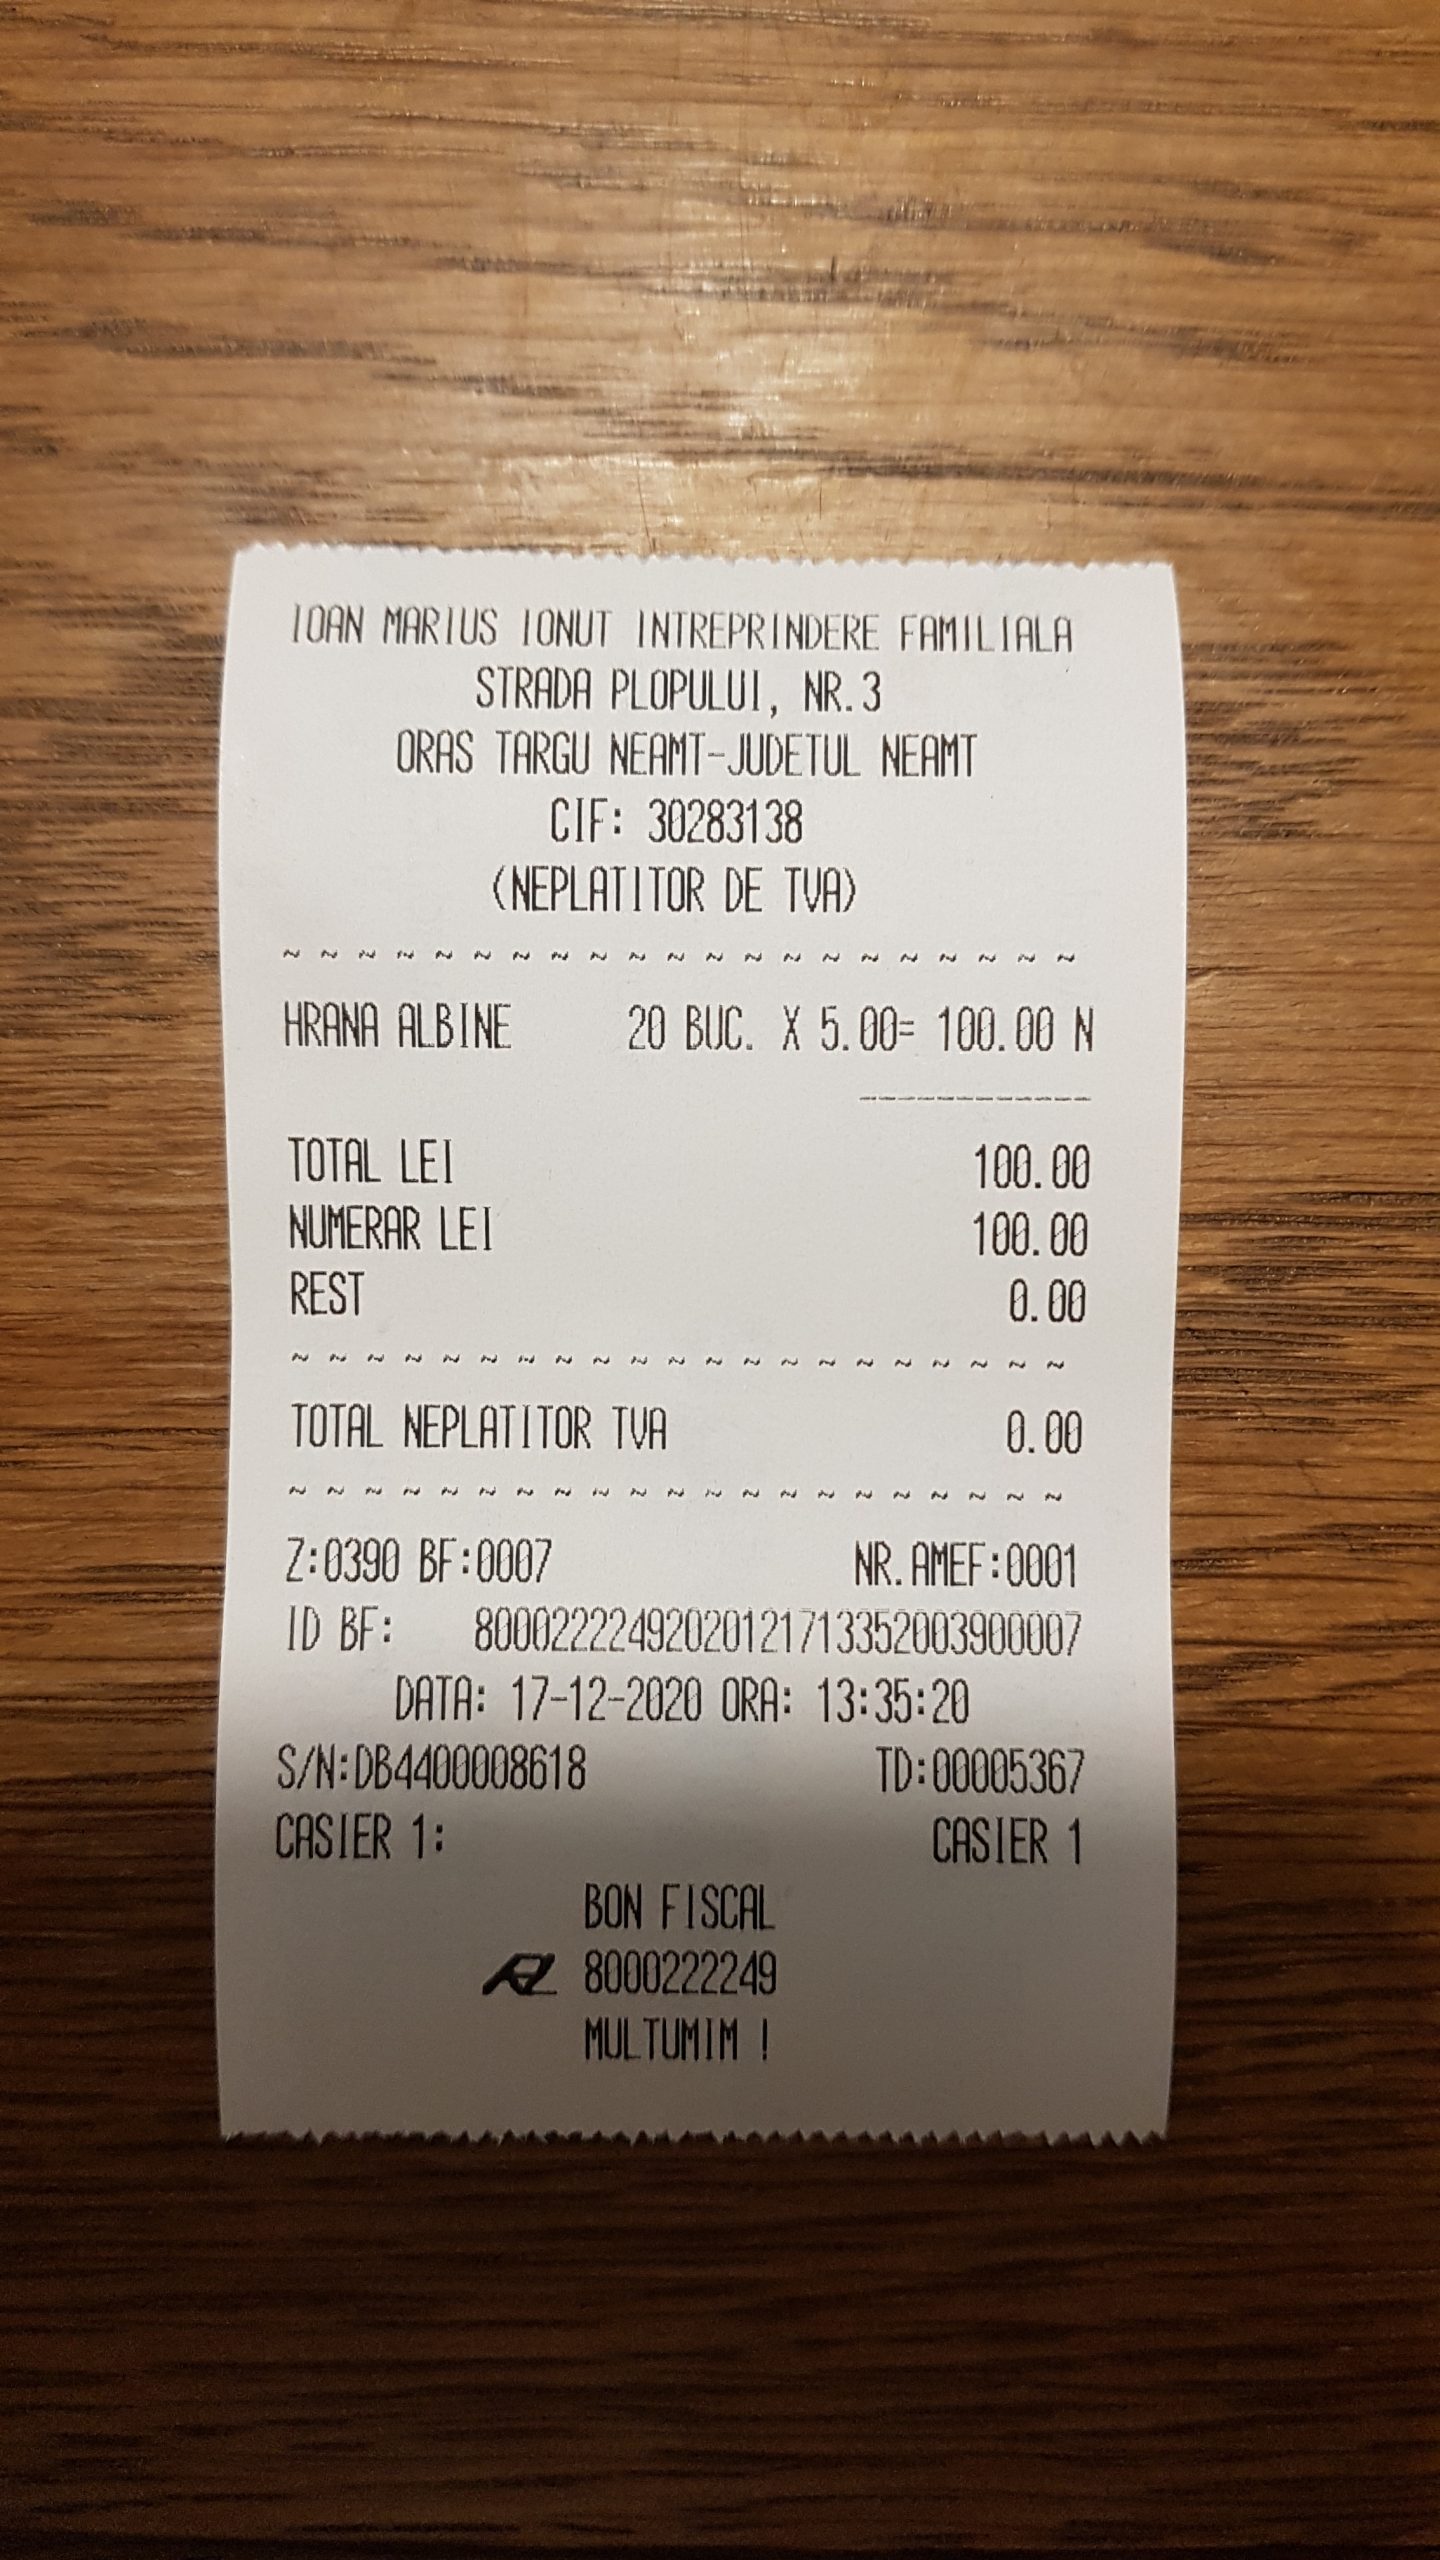 IOAN MARIUS IONUT INTREPRINDERE FAMILIALA
STRADA PLOPULUI, NR.3
ORAS TARGU NEAMT-JUDETUL NEAMT
CIF: 30283138
(NEPLATITOR DE TVA)
~ ~ ~ ~ ~ ~ ~ ~ ~ ~ ~ ~ ~ ~ ~ ~ ~ ~ ~ ~ ~
HRANA ALBINE 20 BUC. X 5.00= 100.00 N
------------
TOTAL LEI 100.00
NUMERAR LEI 100.00
REST 0.00
~ ~ ~ ~ ~ ~ ~ ~ ~ ~ ~ ~ ~ ~ ~ ~ ~ ~ ~ ~ ~
TOTAL NEPLATITOR TVA 0.00
~ ~ ~ ~ ~ ~ ~ ~ ~ ~ ~ ~ ~ ~ ~ ~ ~ ~ ~ ~ ~
Z:0390 BF:0007 NR.AMEF:0001
ID BF: 80002222492020121713352003900007
DATA: 17-12-2020 ORA: 13:35:20
S/N:DB4400008618 TD:00005367
CASIER 1: CASIER 1
BON FISCAL
8000222249
MULTUMIM !